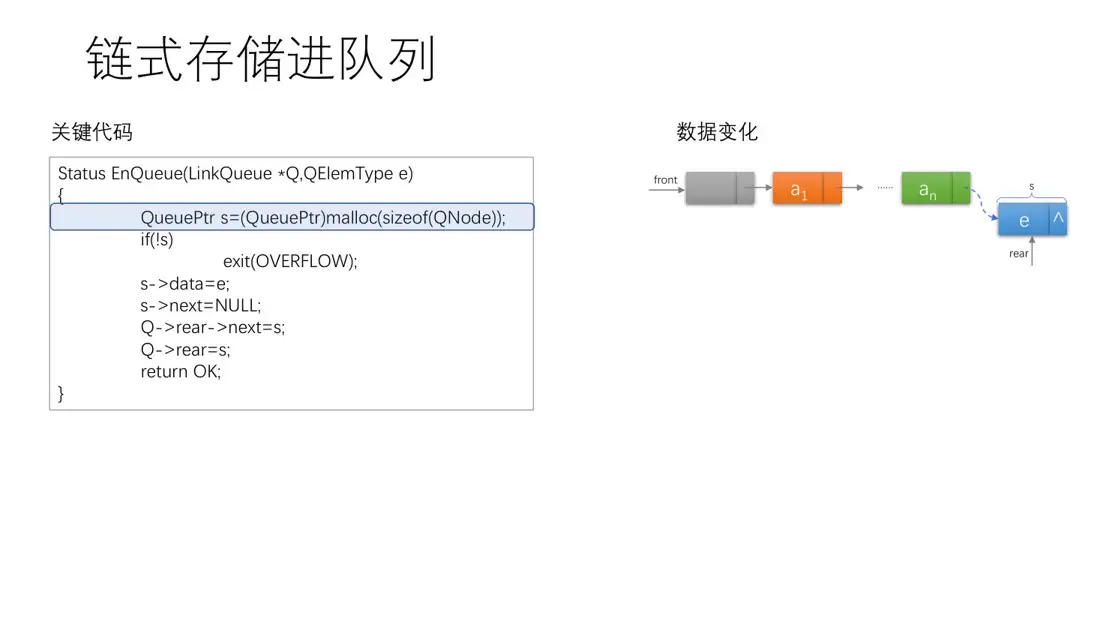 链式存储进队列
关键代码
Status EnQueue(LinkQueue *Q,QElemType e)
{
QueuePtr s=(QueuePtr)malloc(sizeof(QNode));
if(!s)
exit(OVERFLOW);
s->data=e;
s->next=NULL;
Q->rear->next=s;
Q->rear=s;
return OK;
}
数据变化
front
a1
......
an
s
e ^
rear